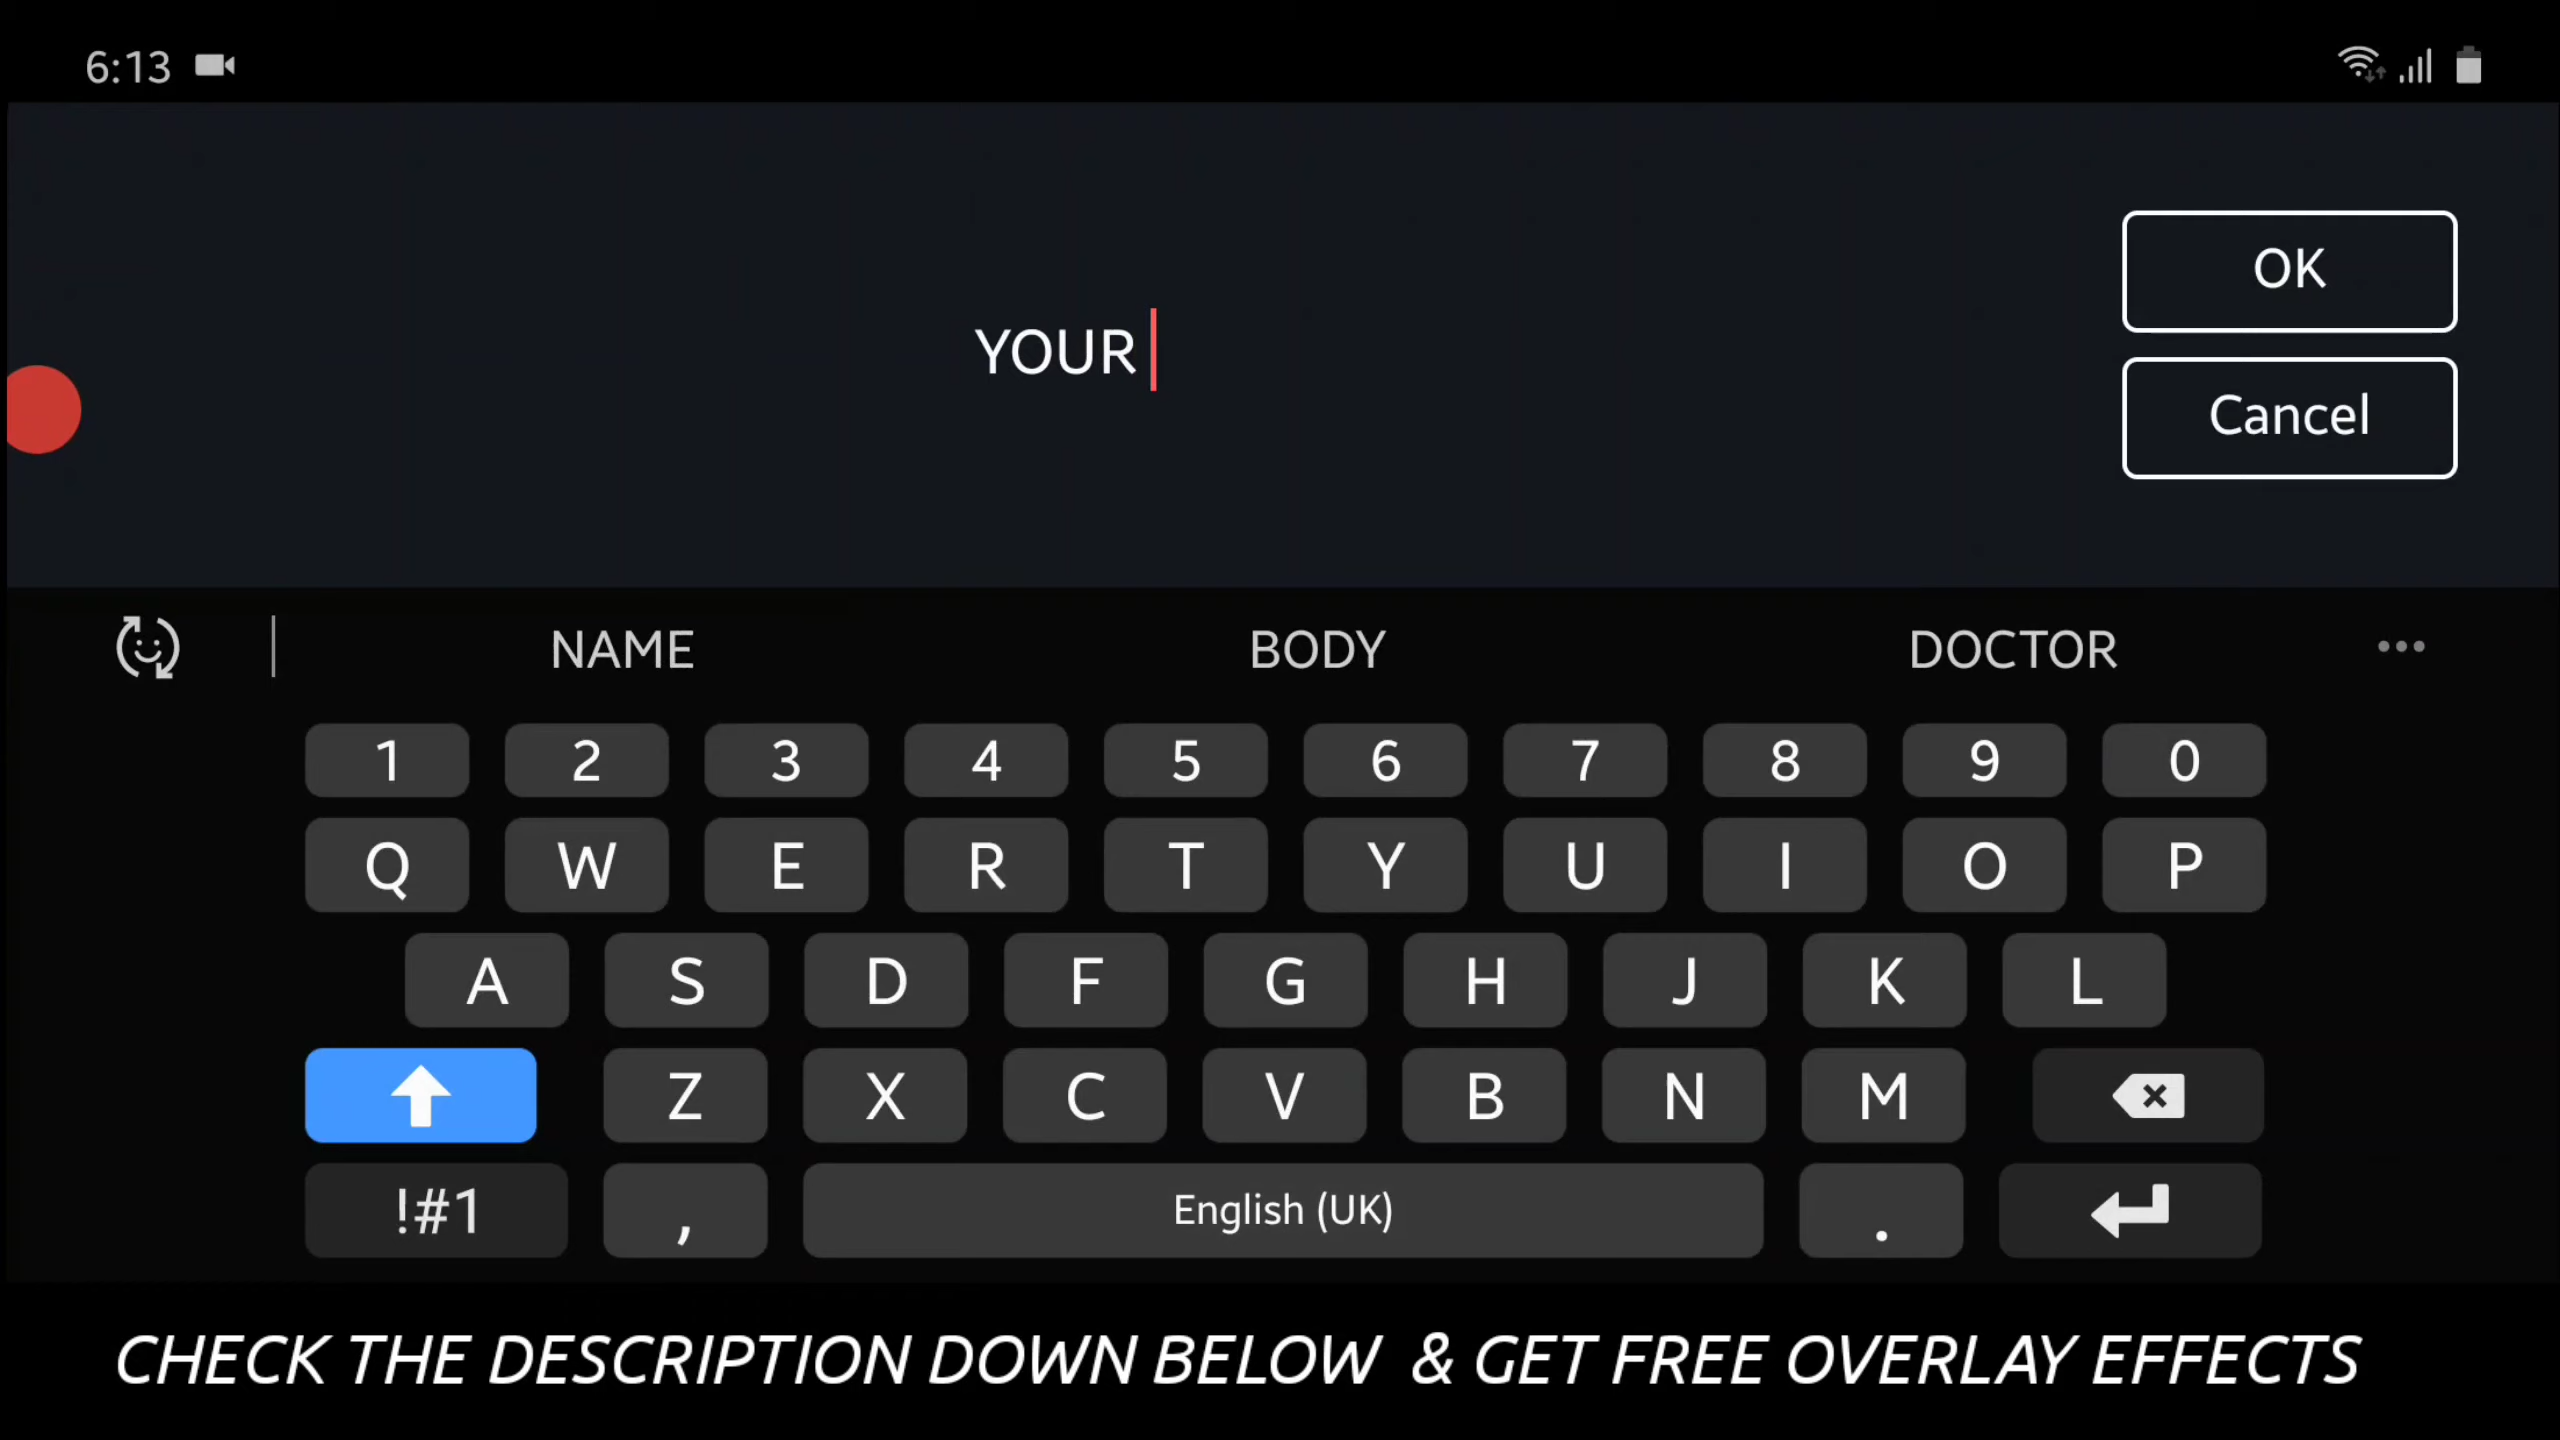 6:13
YOUR
OK
Cancel
NAME BODY DOCTOR
1 2 3 4 5 6 7 8 9 0
Q W E R T Y U I O P
A S D F G H J K L
Z X C V B N M
!#1 , English (UK) .
CHECK THE DESCRIPTION DOWN BELOW & GET FREE OVERLAY EFFECTS